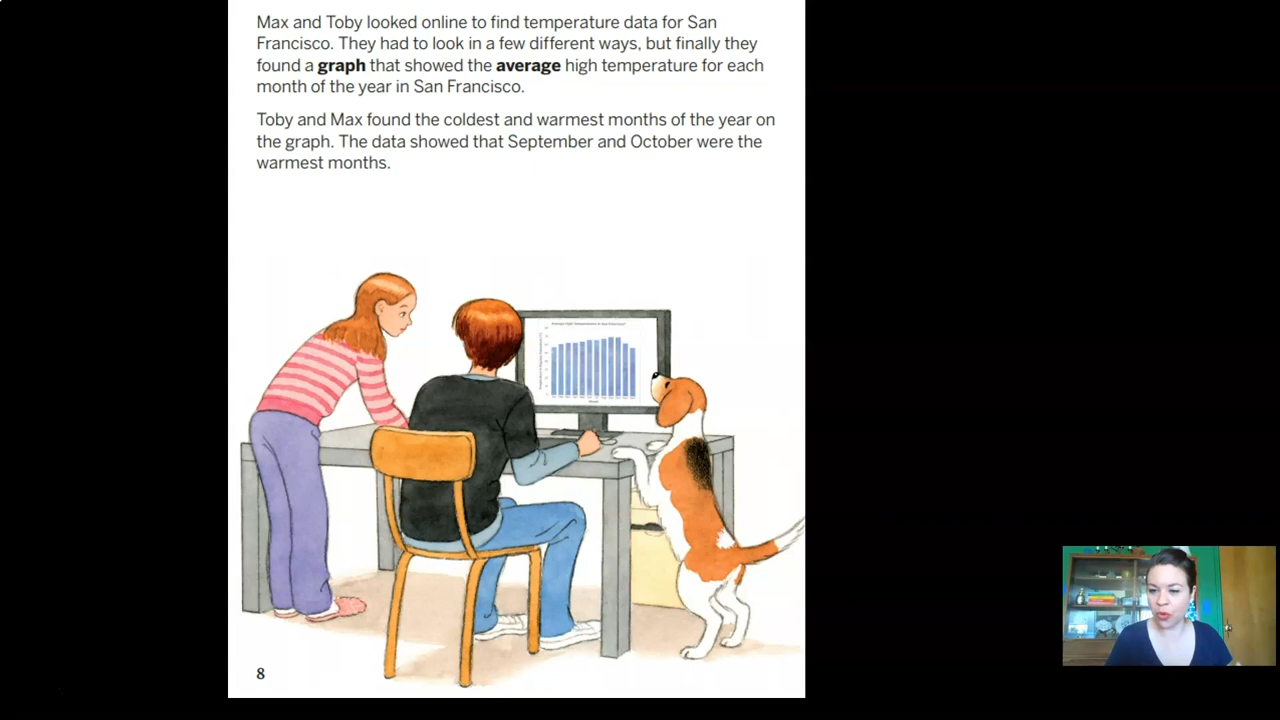 Max and Toby looked online to find temperature data for San
Francisco. They had to look in a few different ways, but finally they
found a graph that showed the average high temperature for each
month of the year in San Francisco.
Toby and Max found the coldest and warmest months of the year on
the graph. The data showed that September and October were the
warmest months.
8